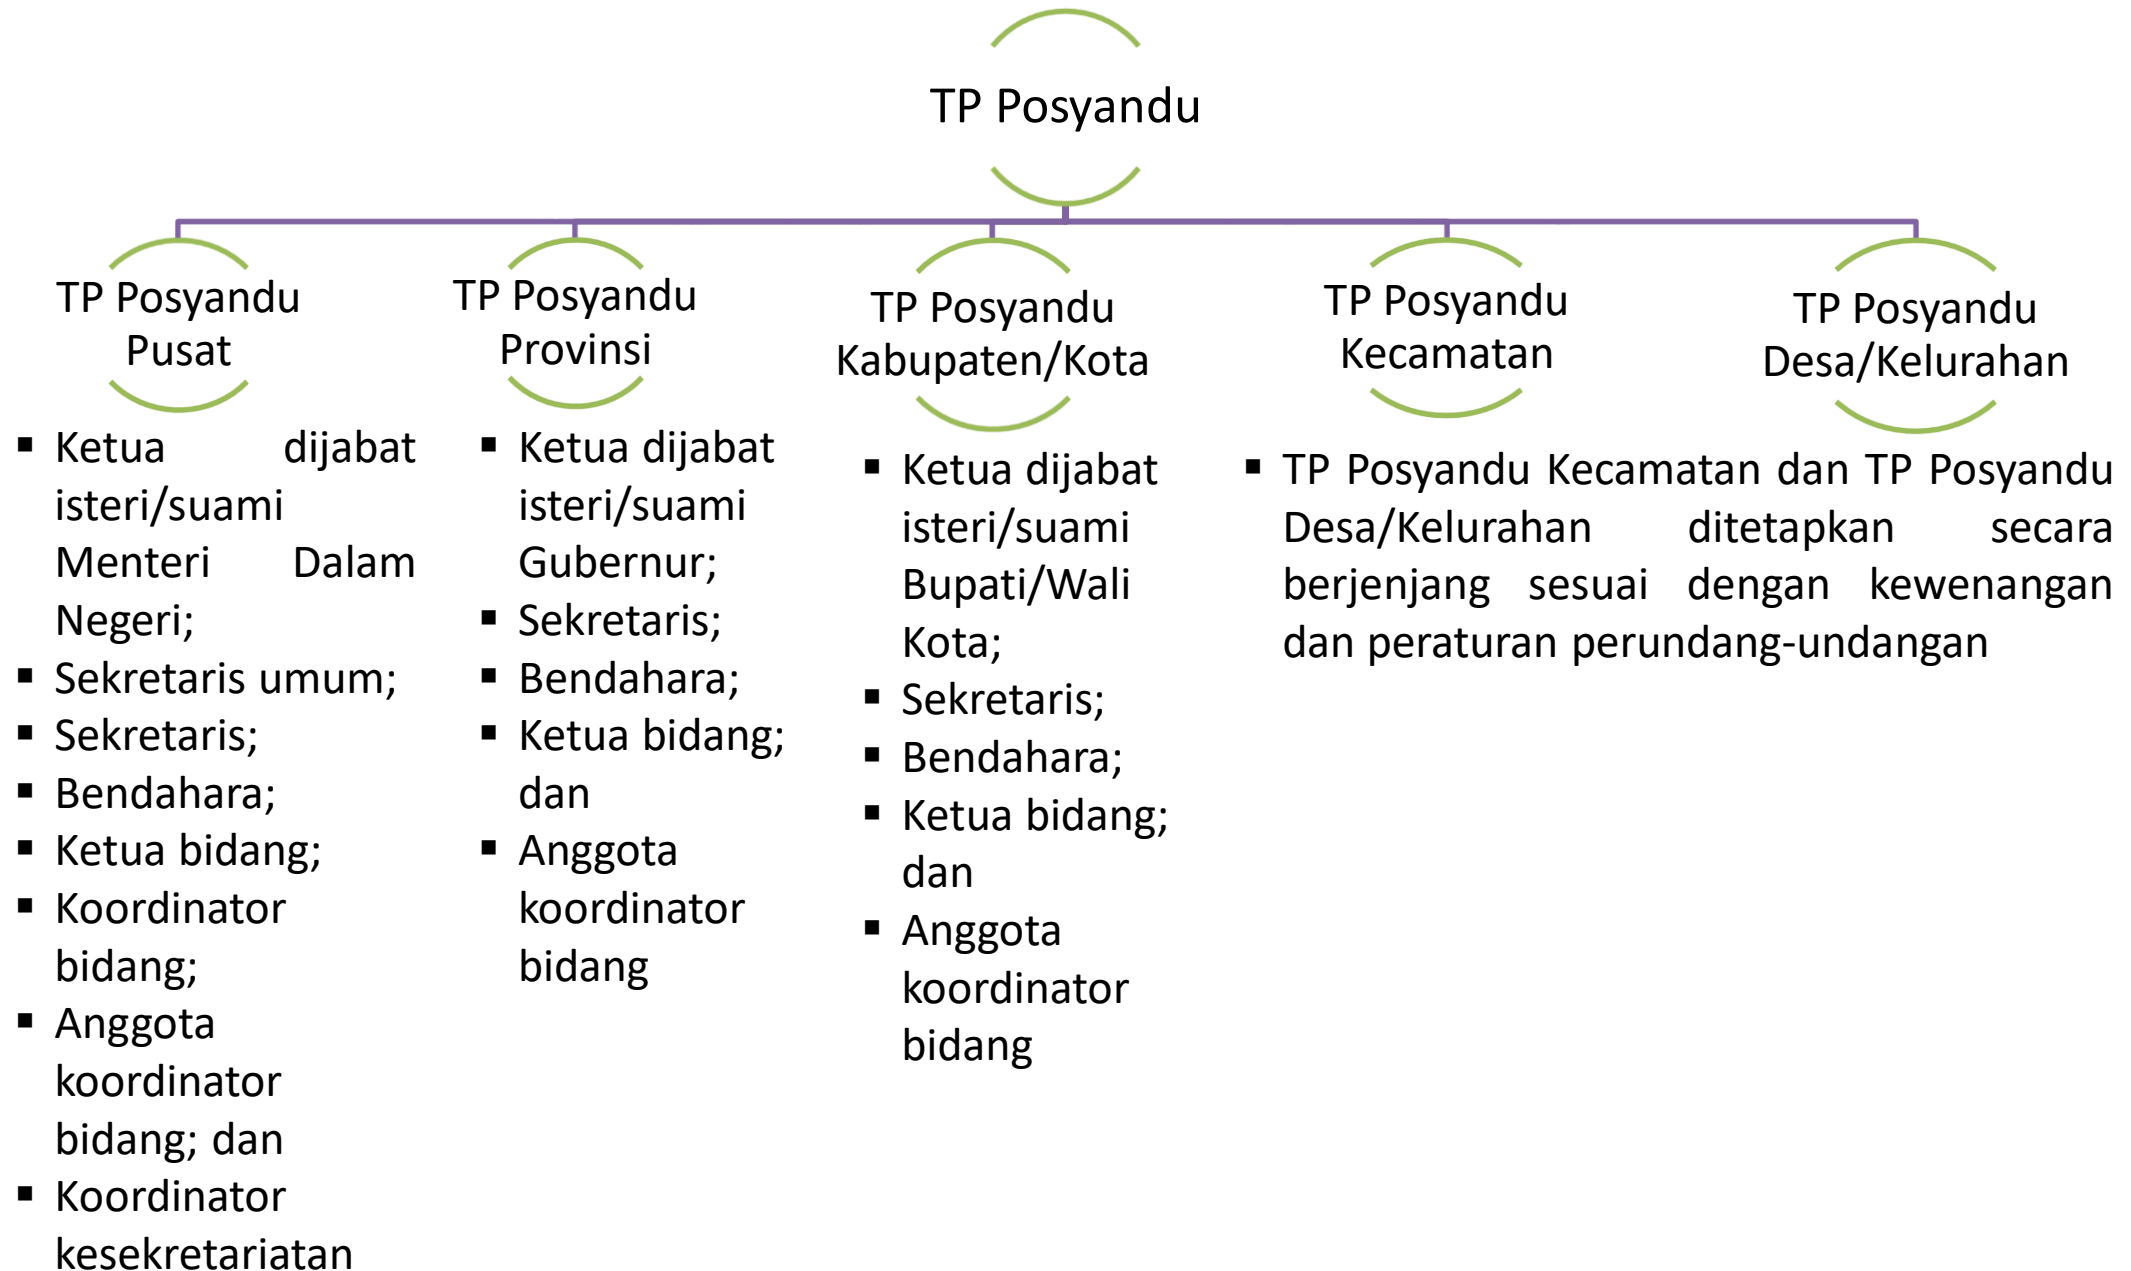 TP Posyandu
TP Posyandu
Pusat
▪ Ketua dijabat
isteri/suami
Menteri Dalam
Negeri;
▪ Sekretaris umum;
▪ Sekretaris;
▪ Bendahara;
▪ Ketua bidang;
▪ Koordinator
bidang;
▪ Anggota
koordinator
bidang; dan
▪ Koordinator
kesekretariatan
TP Posyandu
Provinsi
▪ Ketua dijabat
isteri/suami
Gubernur;
▪ Sekretaris;
▪ Bendahara;
▪ Ketua bidang;
dan
▪ Anggota
koordinator
bidang
TP Posyandu
Kabupaten/Kota
▪ Ketua dijabat
isteri/suami
Bupati/Wali
Kota;
▪ Sekretaris;
▪ Bendahara;
▪ Ketua bidang;
dan
▪ Anggota
koordinator
bidang
TP Posyandu
Kecamatan
TP Posyandu
Desa/Kelurahan
▪ TP Posyandu Kecamatan dan TP Posyandu
Desa/Kelurahan ditetapkan secara
berjenjang sesuai dengan kewenangan
dan peraturan perundang-undangan